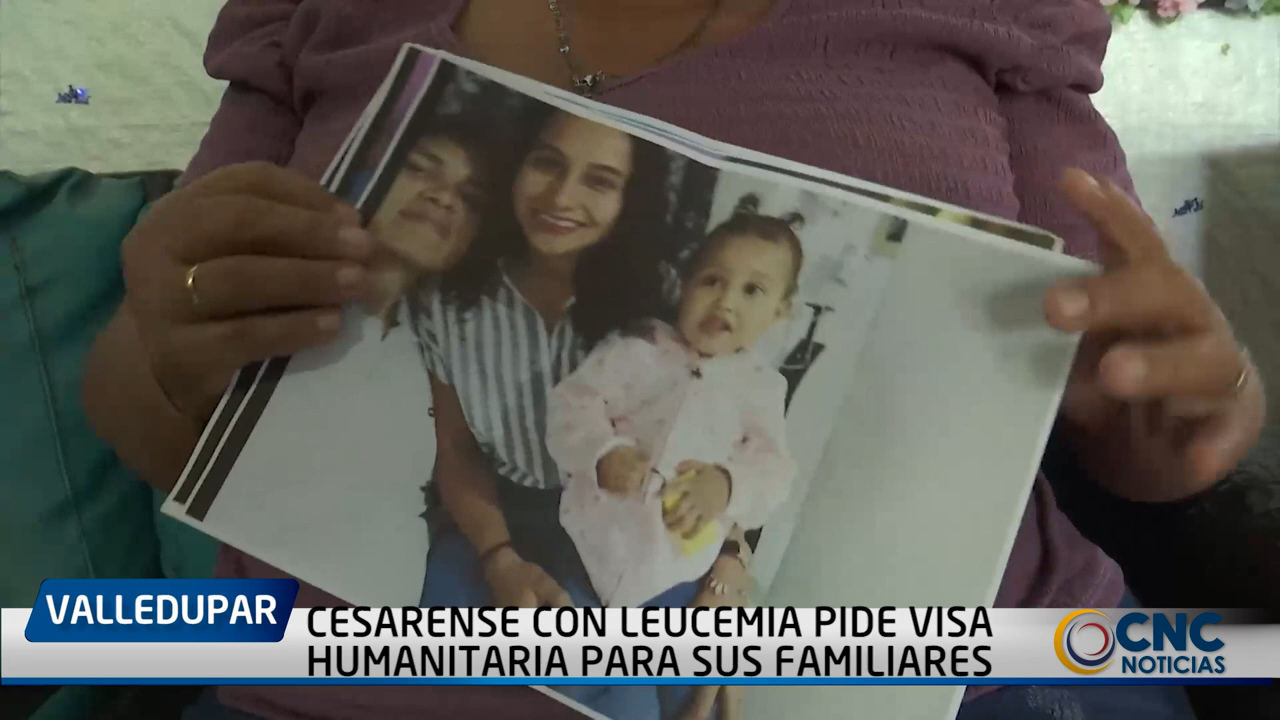 VALLEDUPAR
CESARENSE CON LEUCEMIA PIDE VISA
HUMANITARIA PARA SUS FAMILIARES
CNC
NOTICIAS